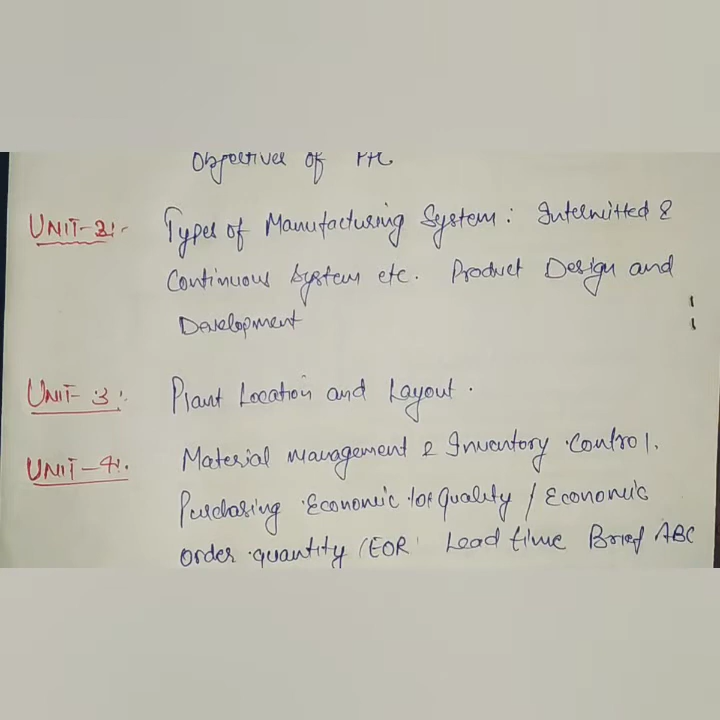 Objectives of
UNIT-2:- Types of Manufacturing System: Intermitted &
Continuous System etc. Product Design and
Development
UNIT-3:. Plant Location and Layout.
UNIT-4:. Material management & Inventory control.
Purchasing Economic lot quality / Economic
order quantity (EOR Lead time Brief ABC